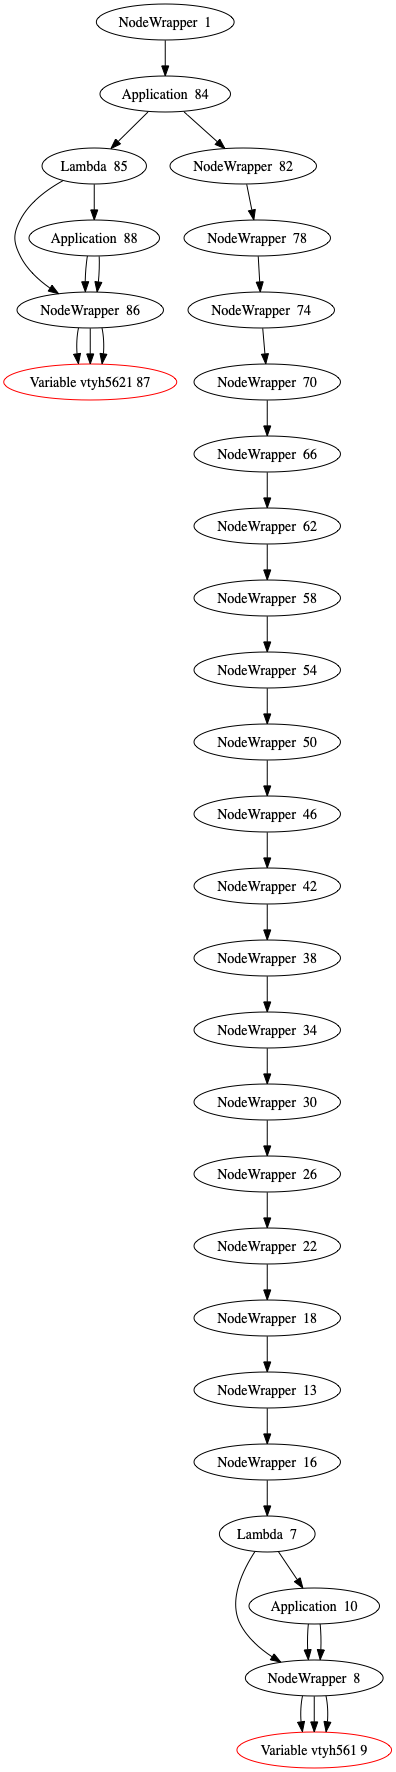 NodeWrapper 1
Application 84
Lambda 85
NodeWrapper 82
Application 88
NodeWrapper 78
NodeWrapper 86
NodeWrapper 74
Variable vtyh5621 87
NodeWrapper 70
NodeWrapper 66
NodeWrapper 62
NodeWrapper 58
NodeWrapper 54
NodeWrapper 50
NodeWrapper 46
NodeWrapper 42
NodeWrapper 38
NodeWrapper 34
NodeWrapper 30
NodeWrapper 26
NodeWrapper 22
NodeWrapper 18
NodeWrapper 13
NodeWrapper 16
Lambda 7
Application 10
NodeWrapper 8
Variable vtyh561 9